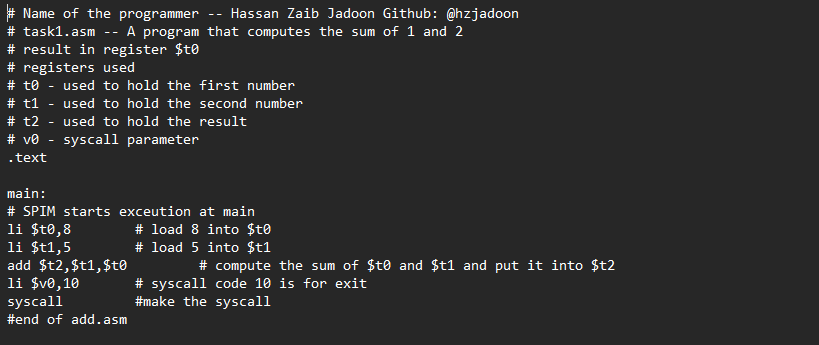 # Name of the programmer -- Hassan Zaib Jadoon Github: @hzjadoon
# task1.asm -- A program that computes the sum of 1 and 2
# result in register $t0
# registers used
# t0 - used to hold the first number
# t1 - used to hold the second number
# t2 - used to hold the result
# v0 - syscall parameter
.text

main:
# SPIM starts exceution at main
li $t0,8        # load 8 into $t0
li $t1,5        # load 5 into $t1
add $t2,$t1,$t0         # compute the sum of $t0 and $t1 and put it into $t2
li $v0,10       # syscall code 10 is for exit
syscall         #make the syscall
#end of add.asm